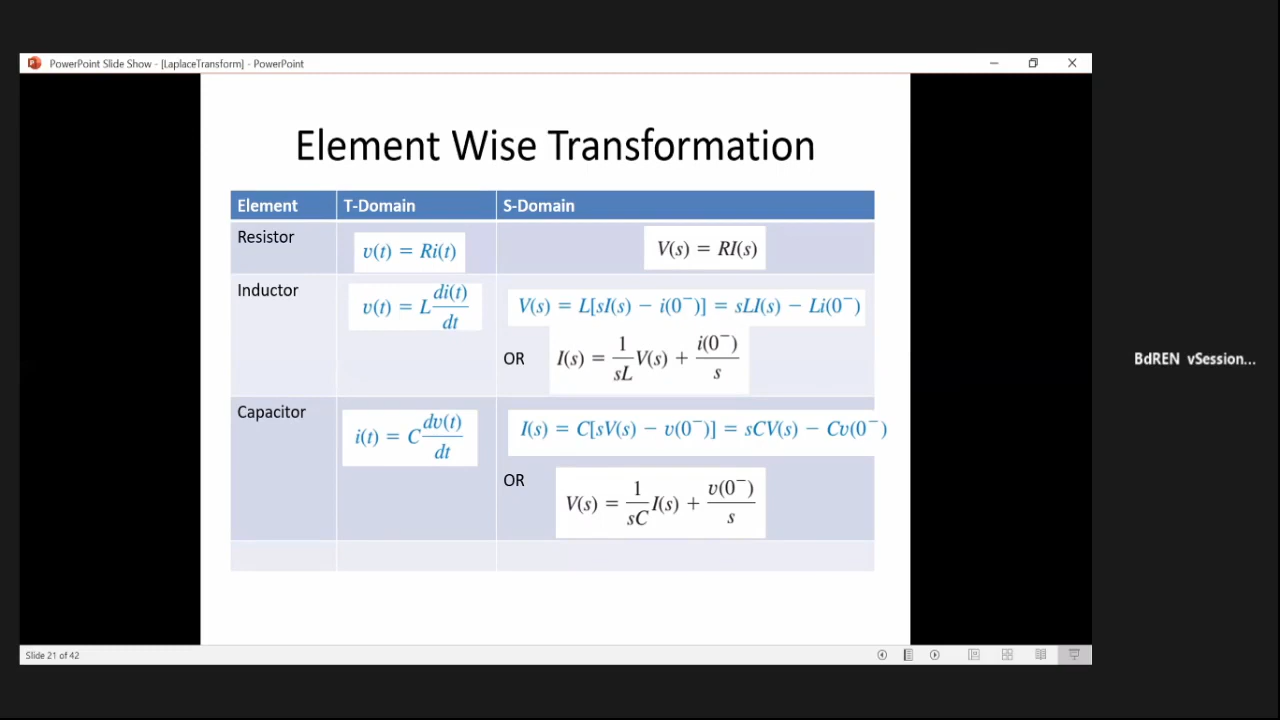 PowerPoint Slide Show - [LaplaceTransform] - PowerPoint
Element Wise Transformation
Element T-Domain S-Domain
Resistor v(t) = Ri(t) V(s) = RI(s)
Inductor v(t) = L di(t)/dt V(s) = L[sI(s) − i(0⁻)] = sLI(s) − Li(0⁻)
OR I(s) = 1/sL V(s) + i(0⁻)/s
Capacitor i(t) = C dv(t)/dt I(s) = C[sV(s) − v(0⁻)] = sCV(s) − Cv(0⁻)
OR V(s) = 1/sC I(s) + v(0⁻)/s
BdREN vSession...
Slide 21 of 42